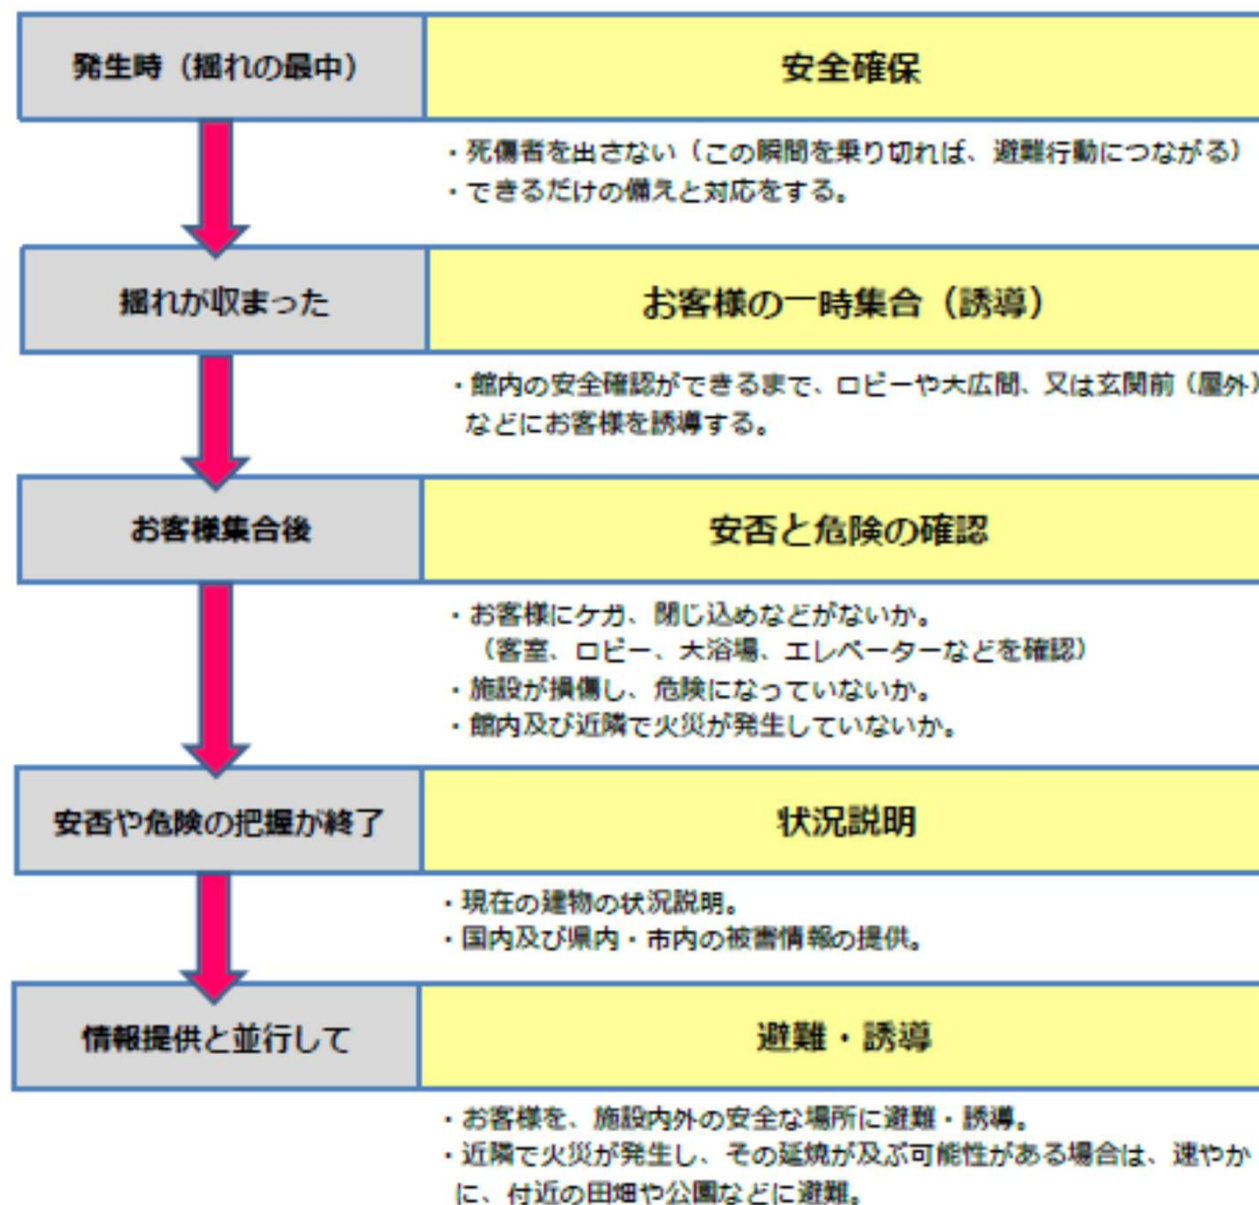 発生時（揺れの最中）
安全確保
・死傷者を出さない（この瞬間を乗り切れば、避難行動につながる）
・できるだけの備えと対応をする。
揺れが収まった
お客様の一時集合（誘導）
・館内の安全確認ができるまで、ロビーや大広間、又は玄関前（屋外）
などにお客様を誘導する。
お客様集合後
安否と危険の確認
・お客様にケガ、閉じ込めなどがないか。
（客室、ロビー、大浴場、エレベーターなどを確認）
・施設が損傷し、危険になっていないか。
・館内及び近隣で火災が発生していないか。
安否や危険の把握が終了
状況説明
・現在の建物の状況説明。
・国内及び県内・市内の被害情報の提供。
情報提供と並行して
避難・誘導
・お客様を、施設内外の安全な場所に避難・誘導。
・近隣で火災が発生し、その延焼が及ぶ可能性がある場合は、速やか
に、付近の田畑や公園などに避難。